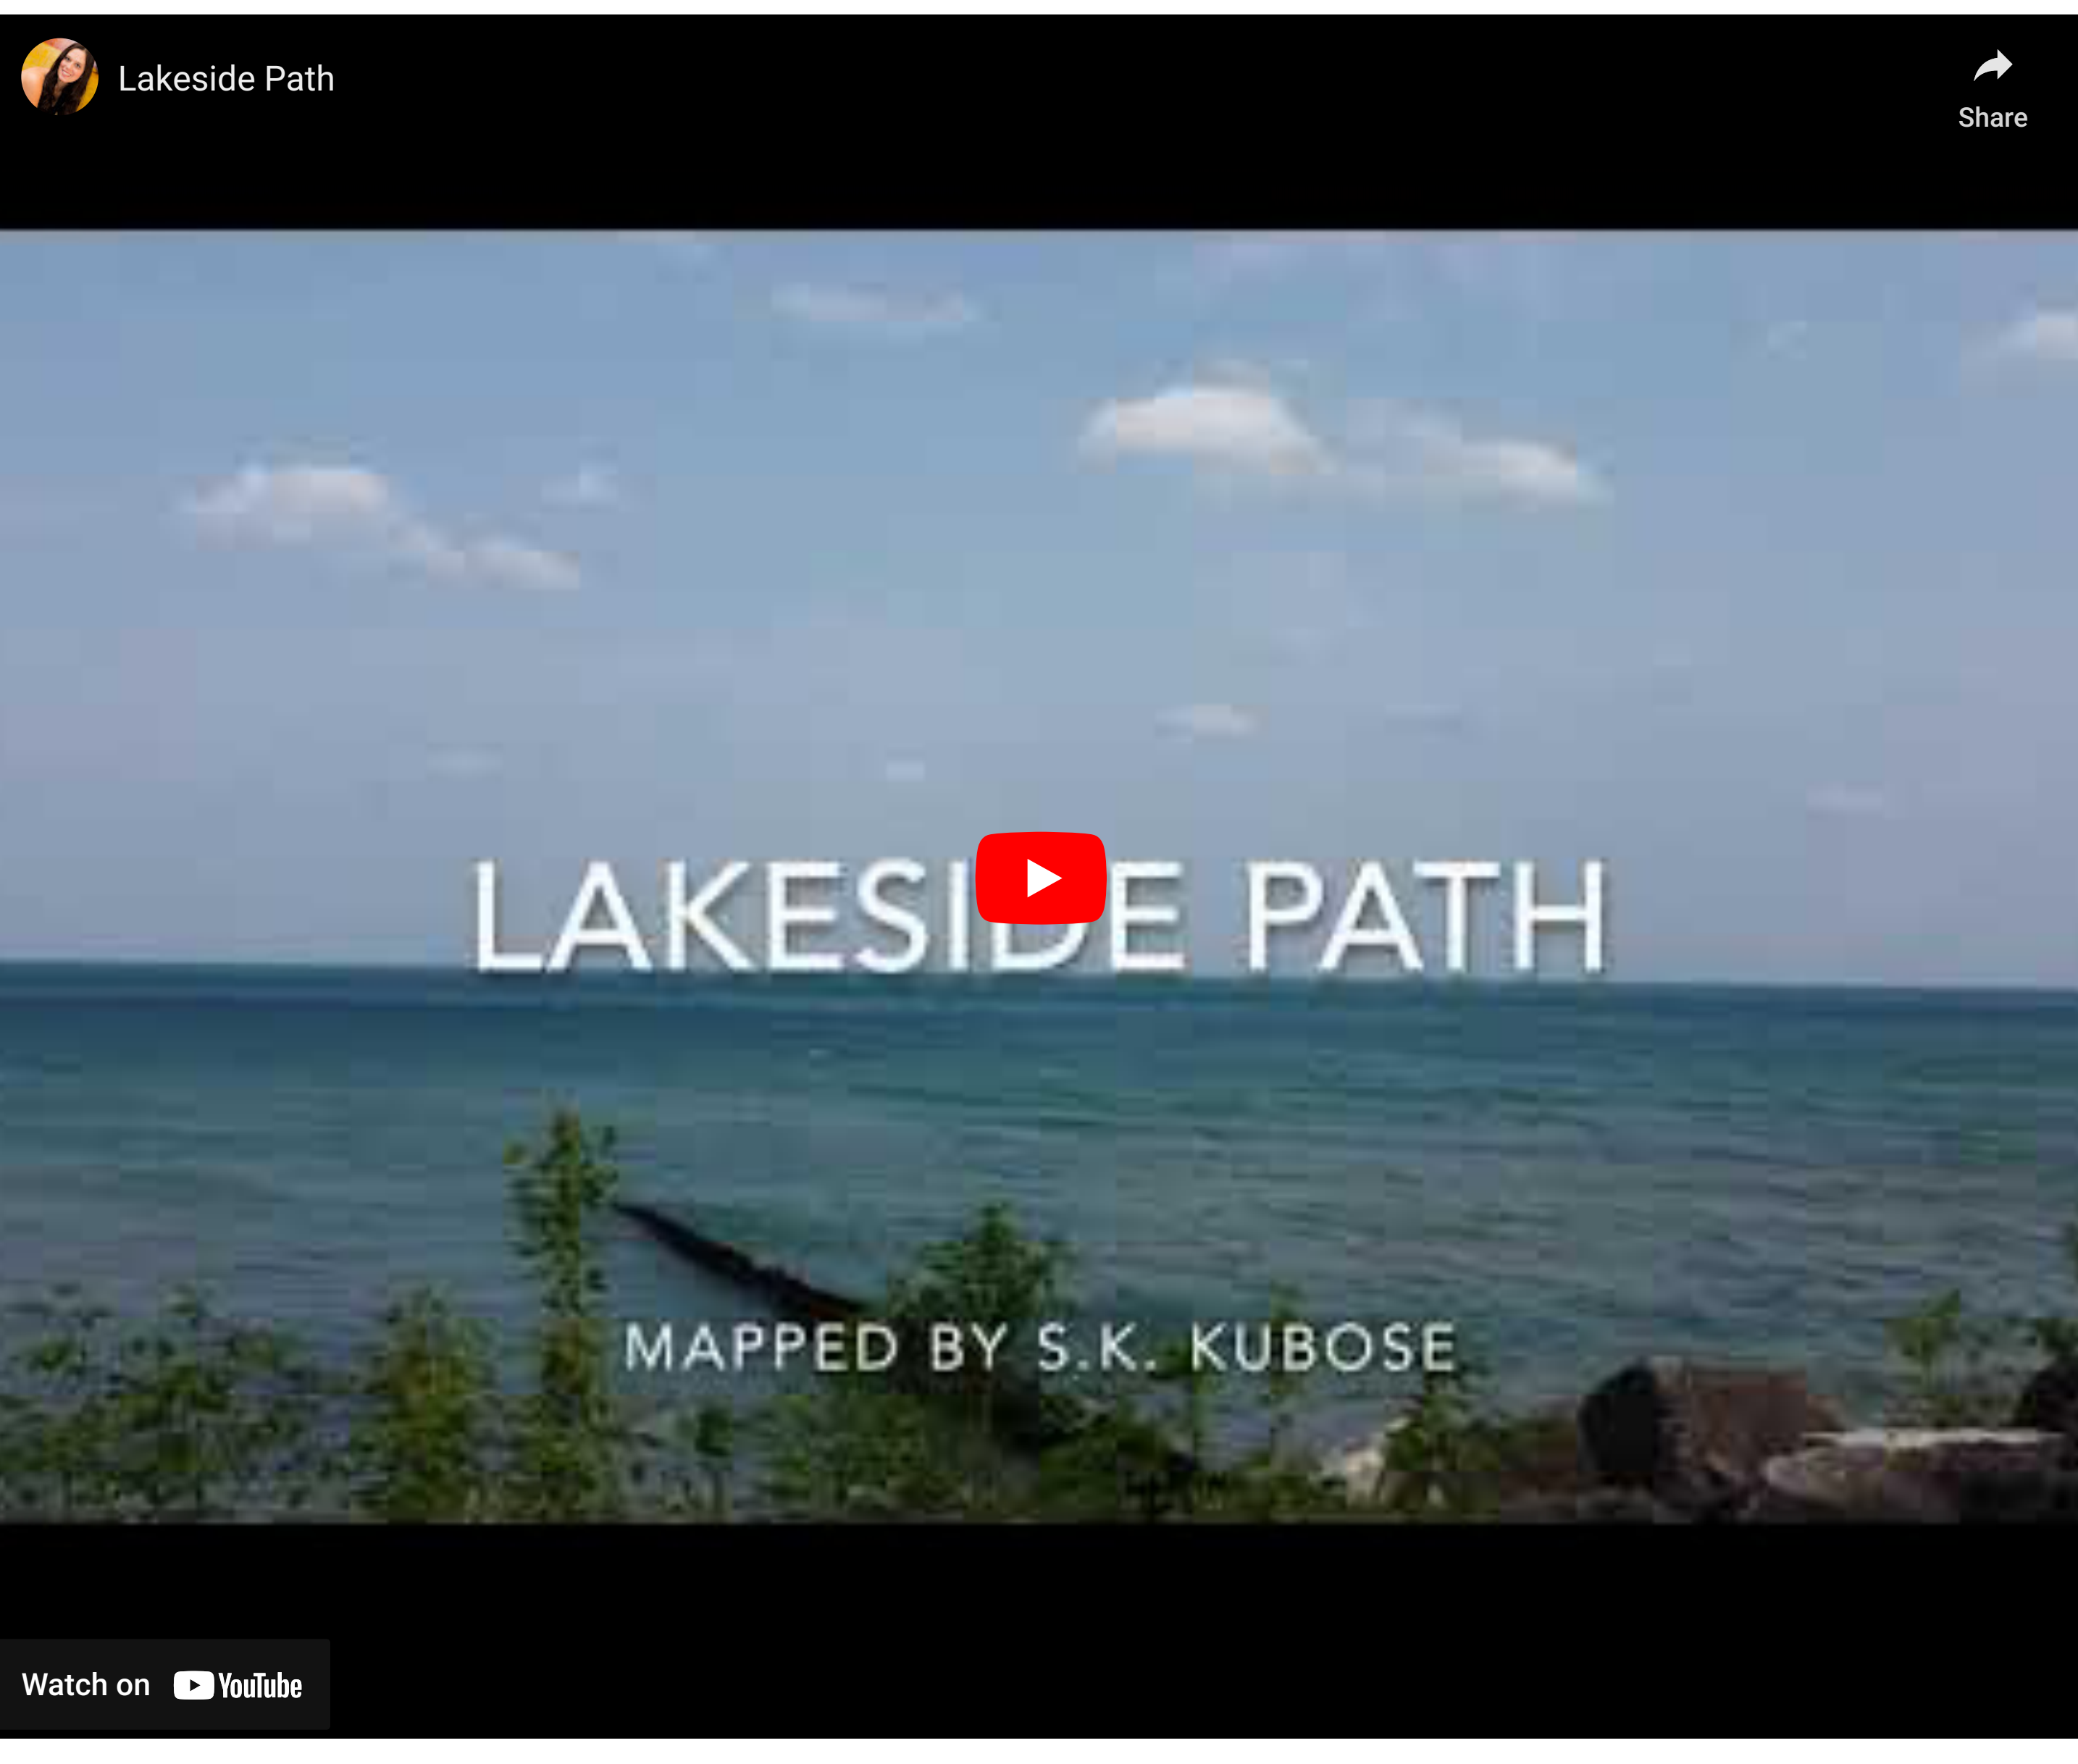 Lakeside Path
Share
LAKESIDE PATH
MAPPED BY S.K. KUBOSE
Watch on YouTube